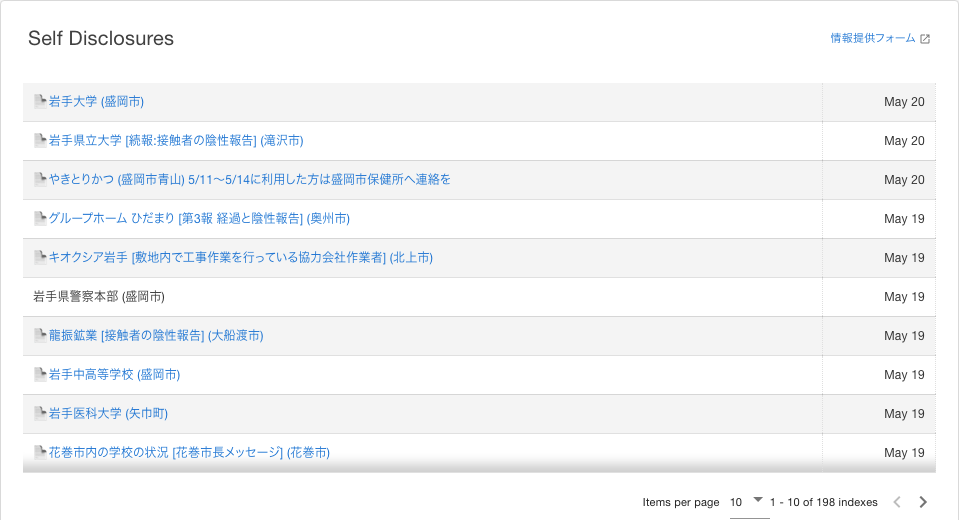 Self Disclosures
情報提供フォーム
岩手大学 (盛岡市) May 20
岩手県立大学 [続報:接触者の陰性報告] (滝沢市) May 20
やきとりかつ (盛岡市青山) 5/11〜5/14に利用した方は盛岡市保健所へ連絡を May 20
グループホーム ひだまり [第3報 経過と陰性報告] (奥州市) May 19
キオクシア岩手 [敷地内で工事作業を行っている協力会社作業者] (北上市) May 19
岩手県警察本部 (盛岡市) May 19
龍振鉱業 [接触者の陰性報告] (大船渡市) May 19
岩手中高等学校 (盛岡市) May 19
岩手医科大学 (矢巾町) May 19
花巻市内の学校の状況 [花巻市長メッセージ] (花巻市) May 19
Items per page 10 1 - 10 of 198 indexes